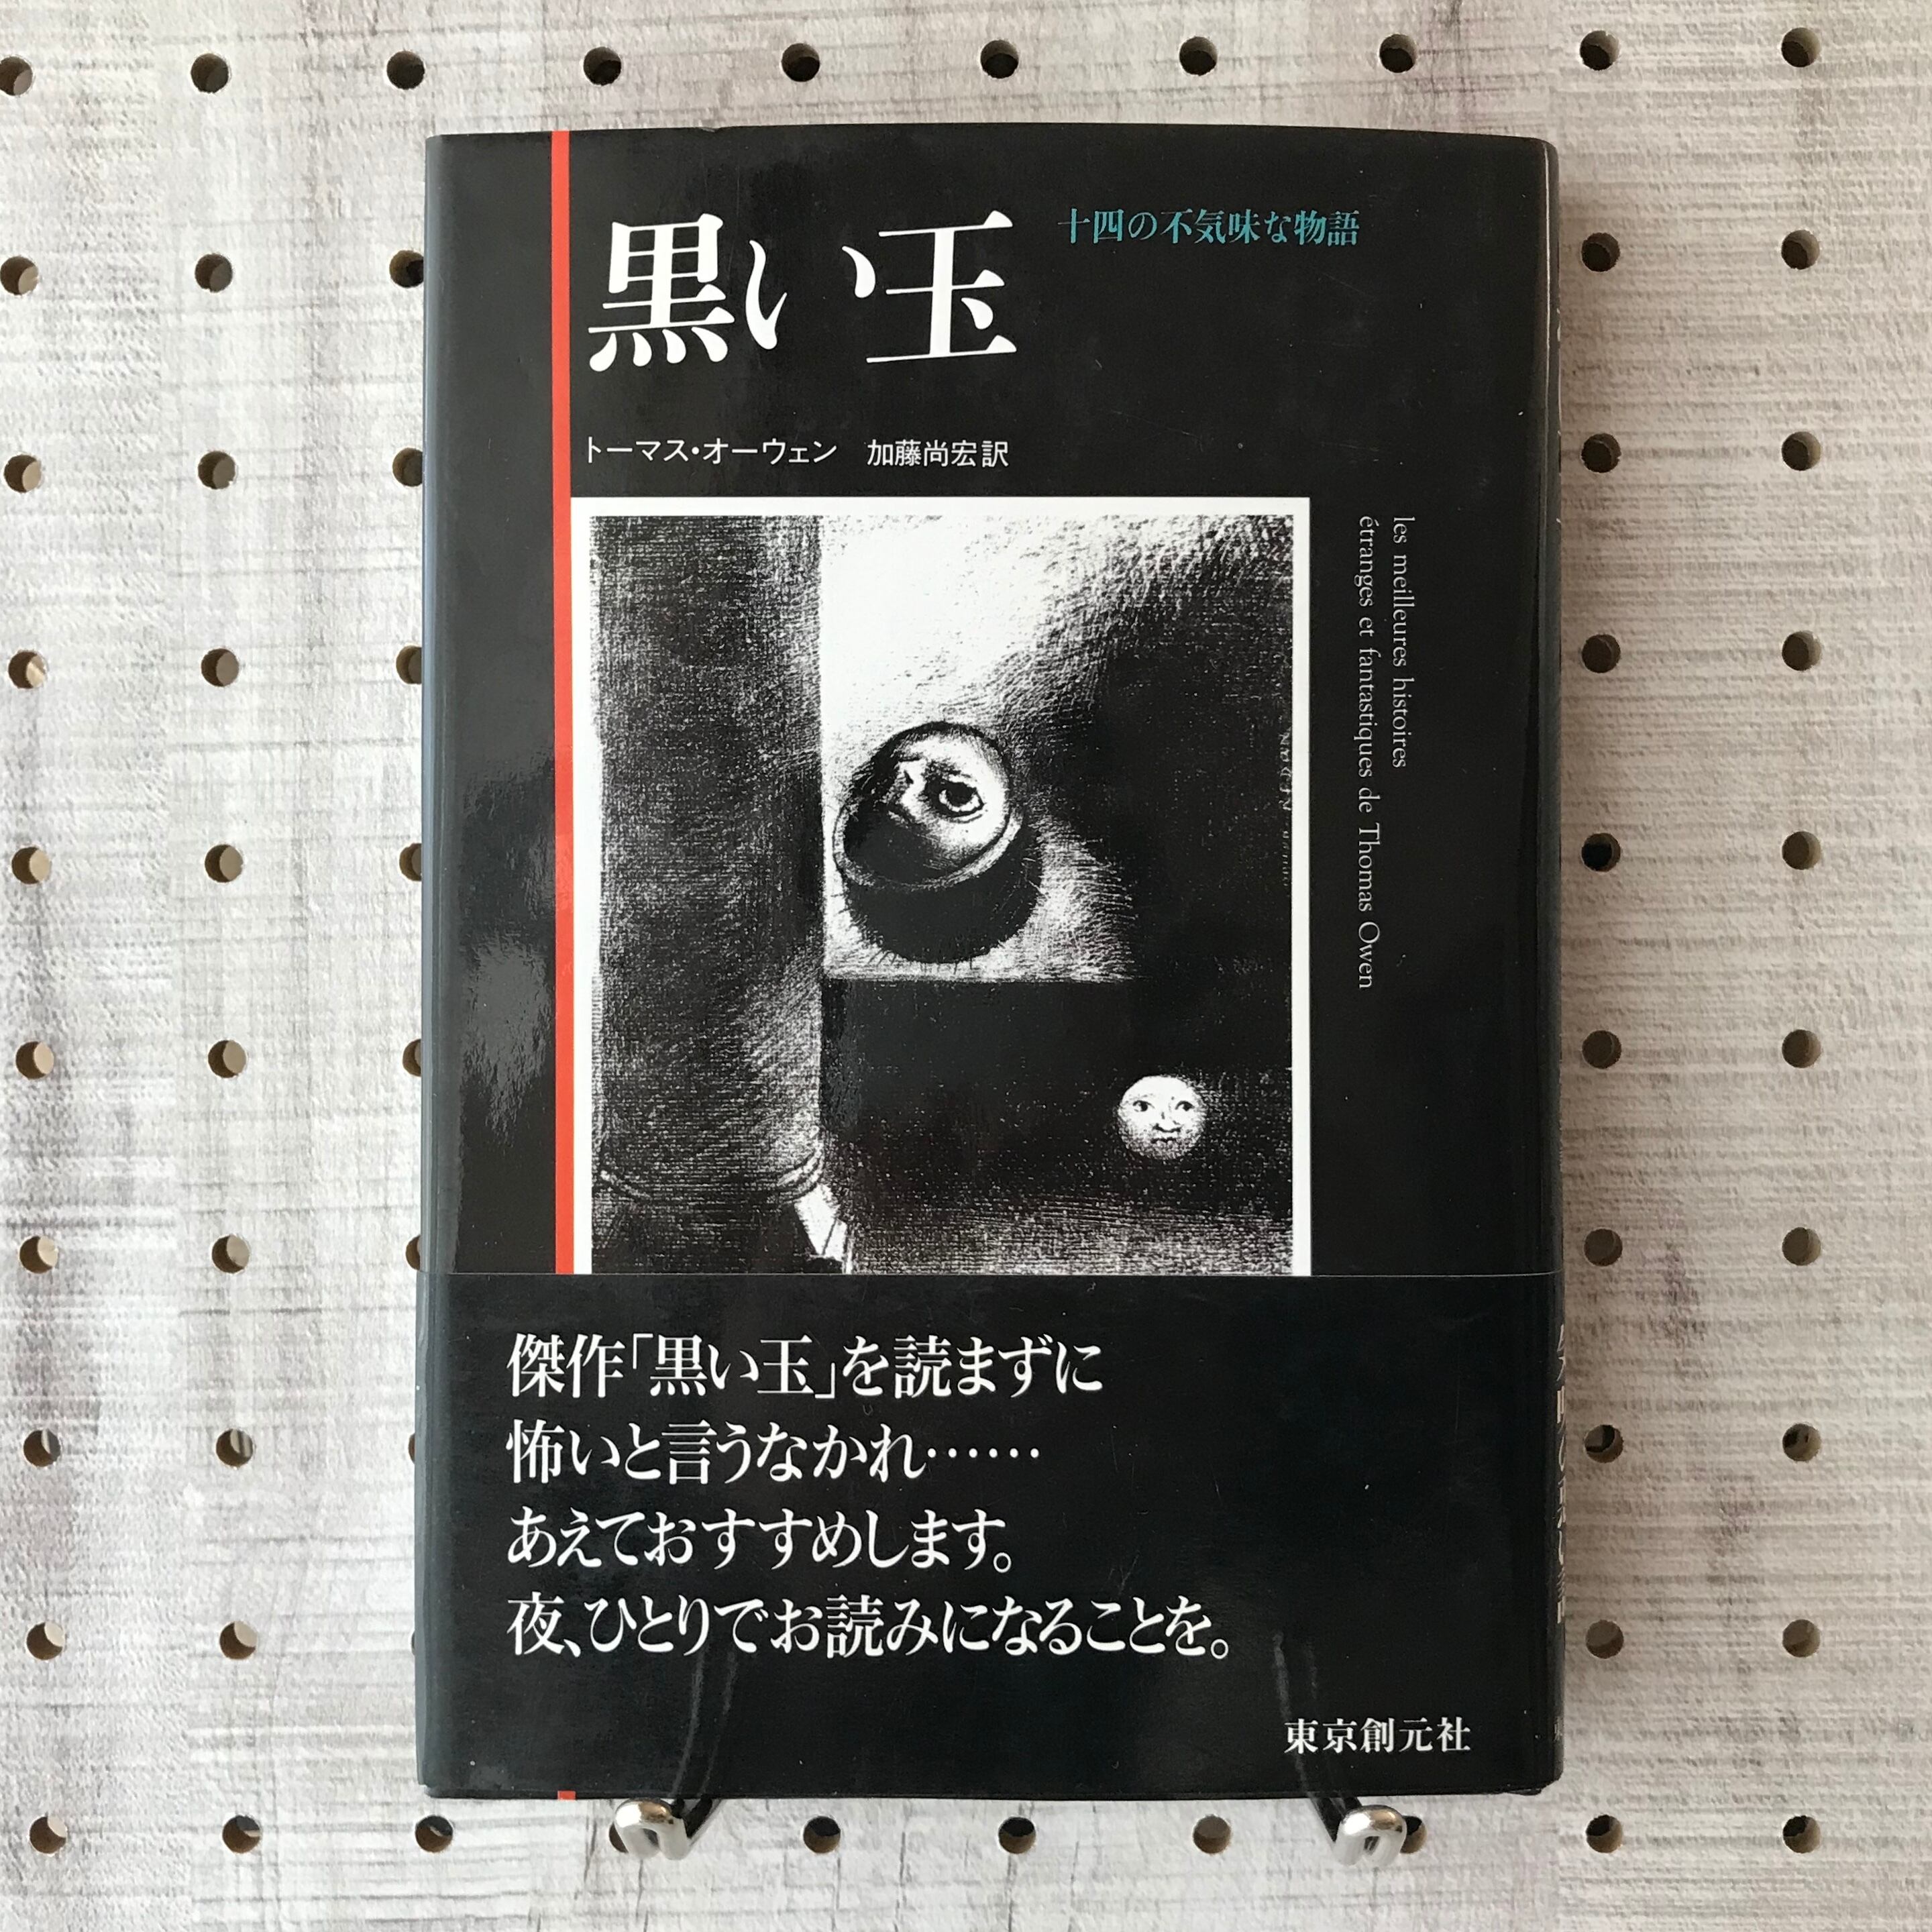 黒い玉
十四の不気味な物語
トーマス・オーウェン 加藤尚宏訳
les meilleures histoires
étranges et fantastiques de Thomas Owen
傑作「黒い玉」を読まずに
怖いと言うなかれ……
あえておすすめします。
夜、ひとりでお読みになることを。
東京創元社